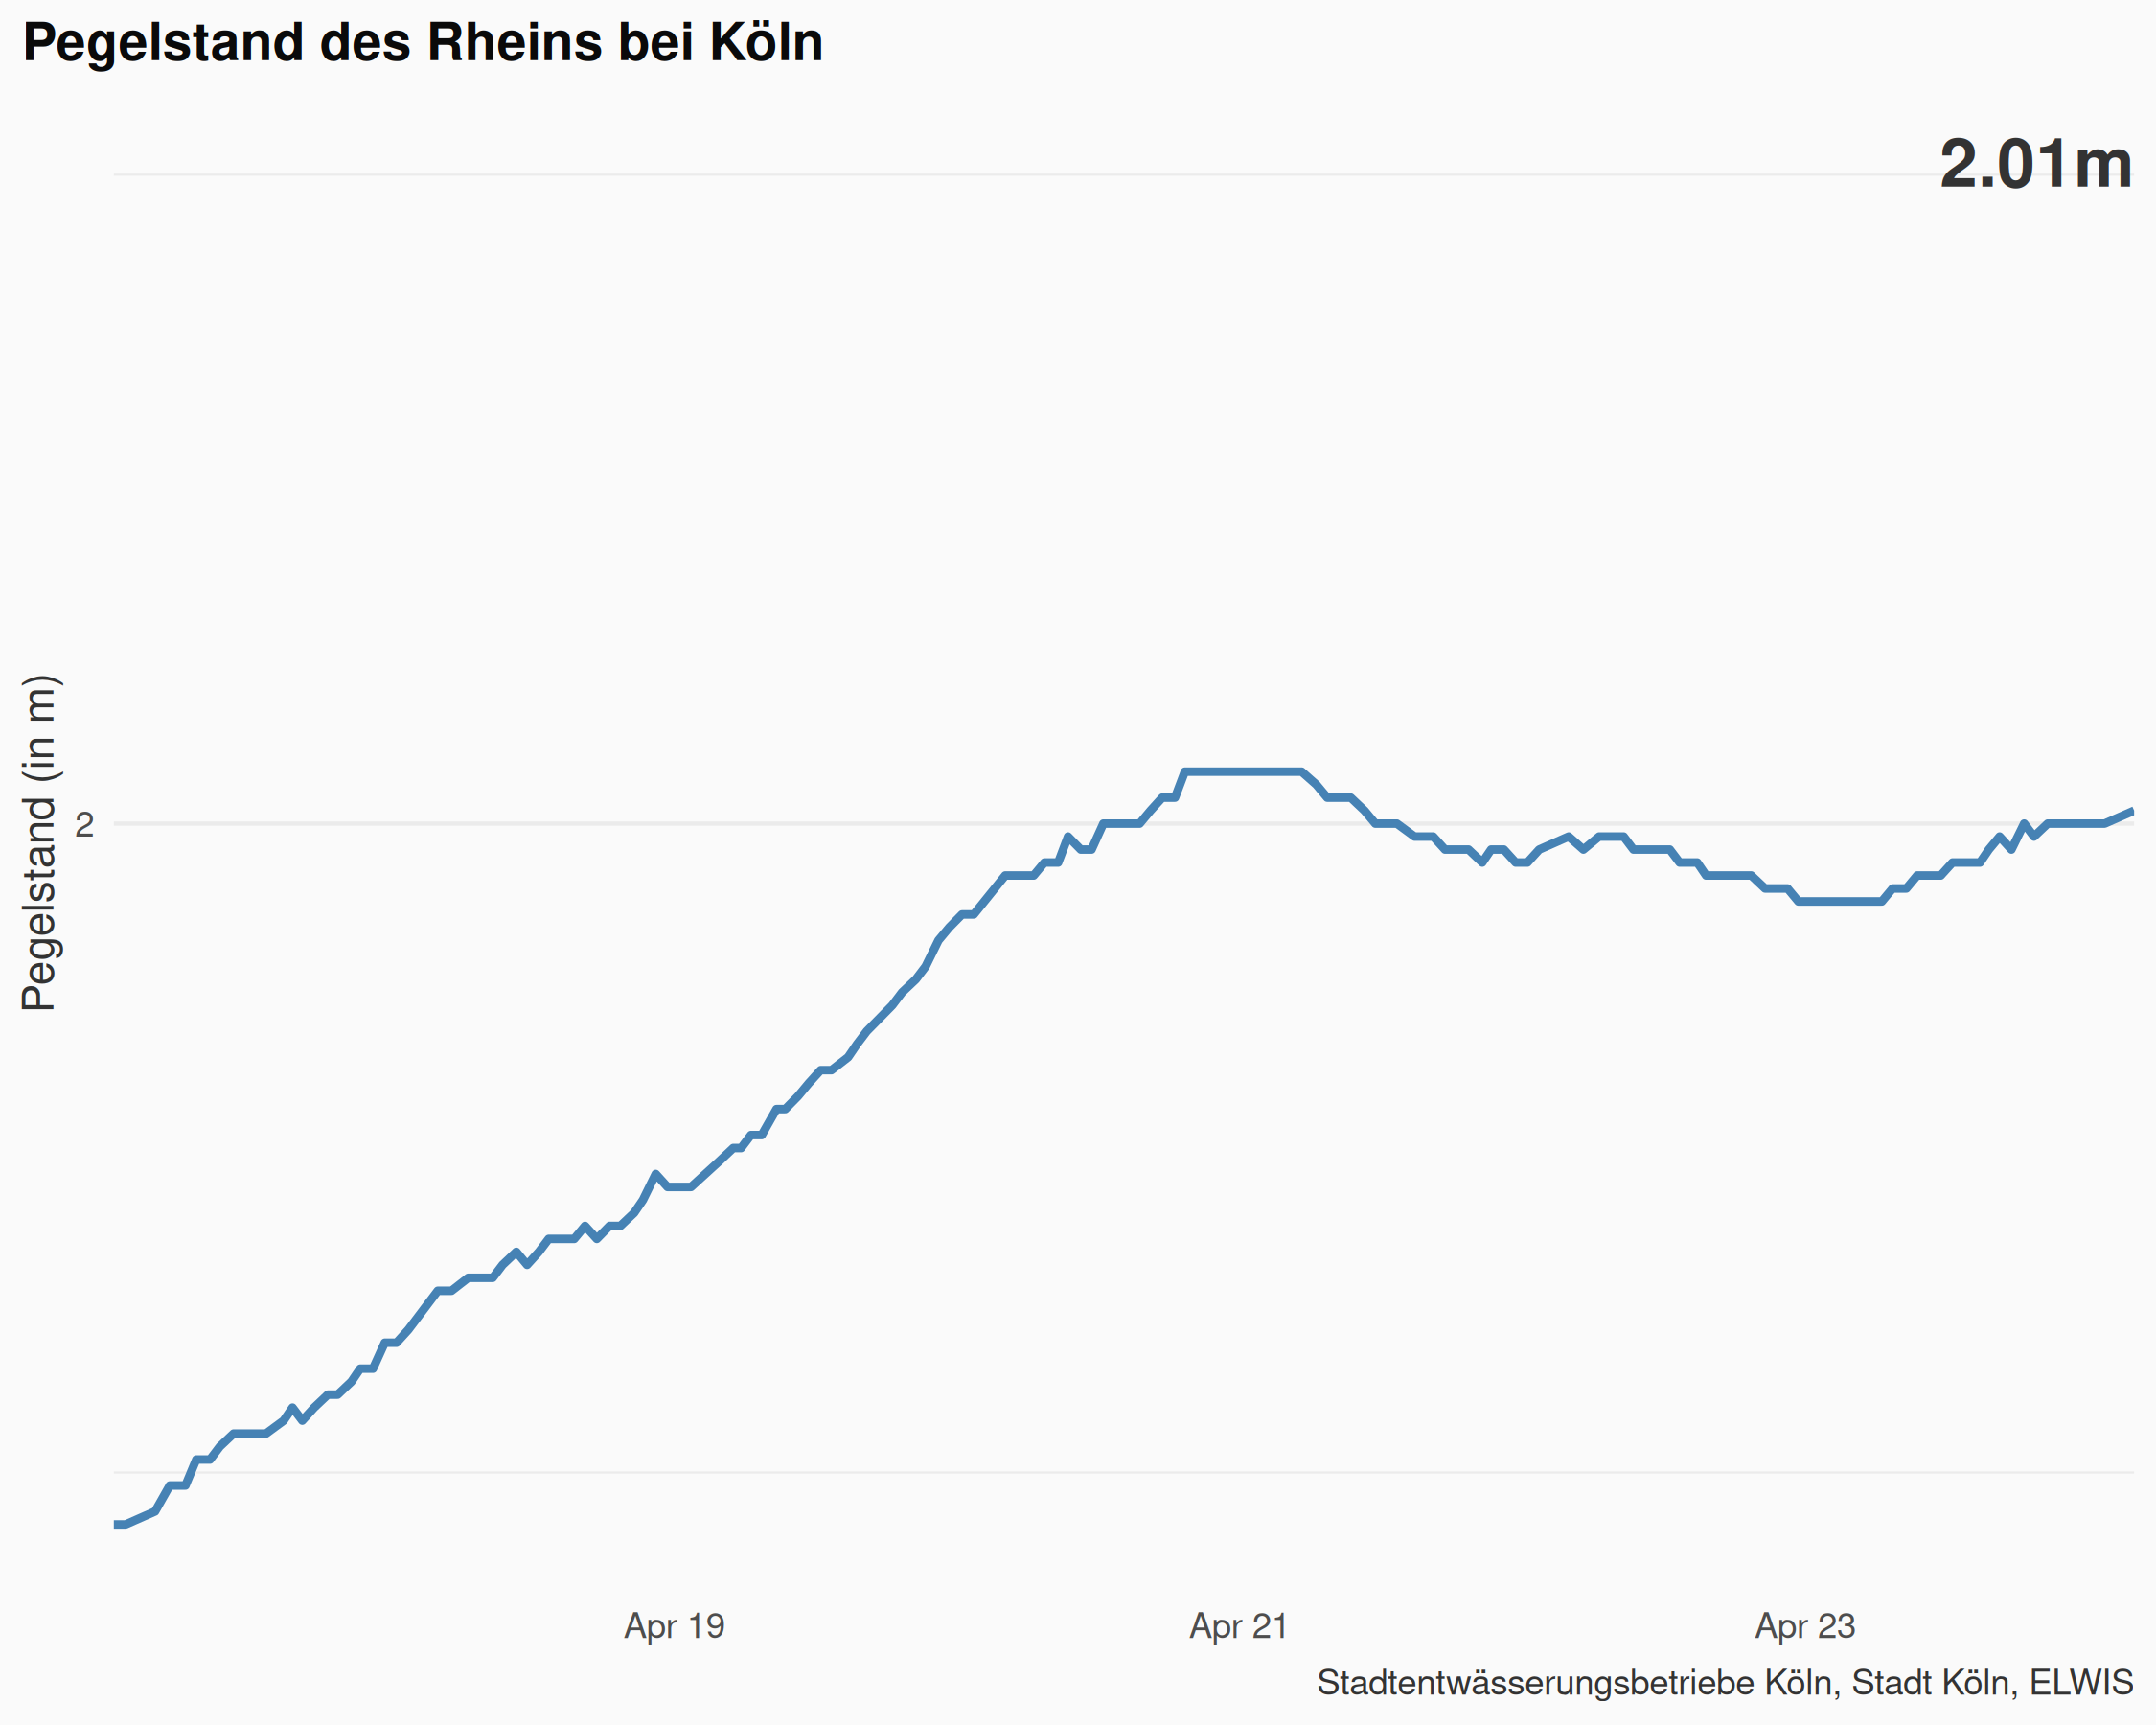 Pegelstand des Rheins bei Köln
2.01m
Pegelstand (in m)
2
Apr 19
Apr 21
Apr 23
Stadtentwässerungsbetriebe Köln, Stadt Köln, ELWIS